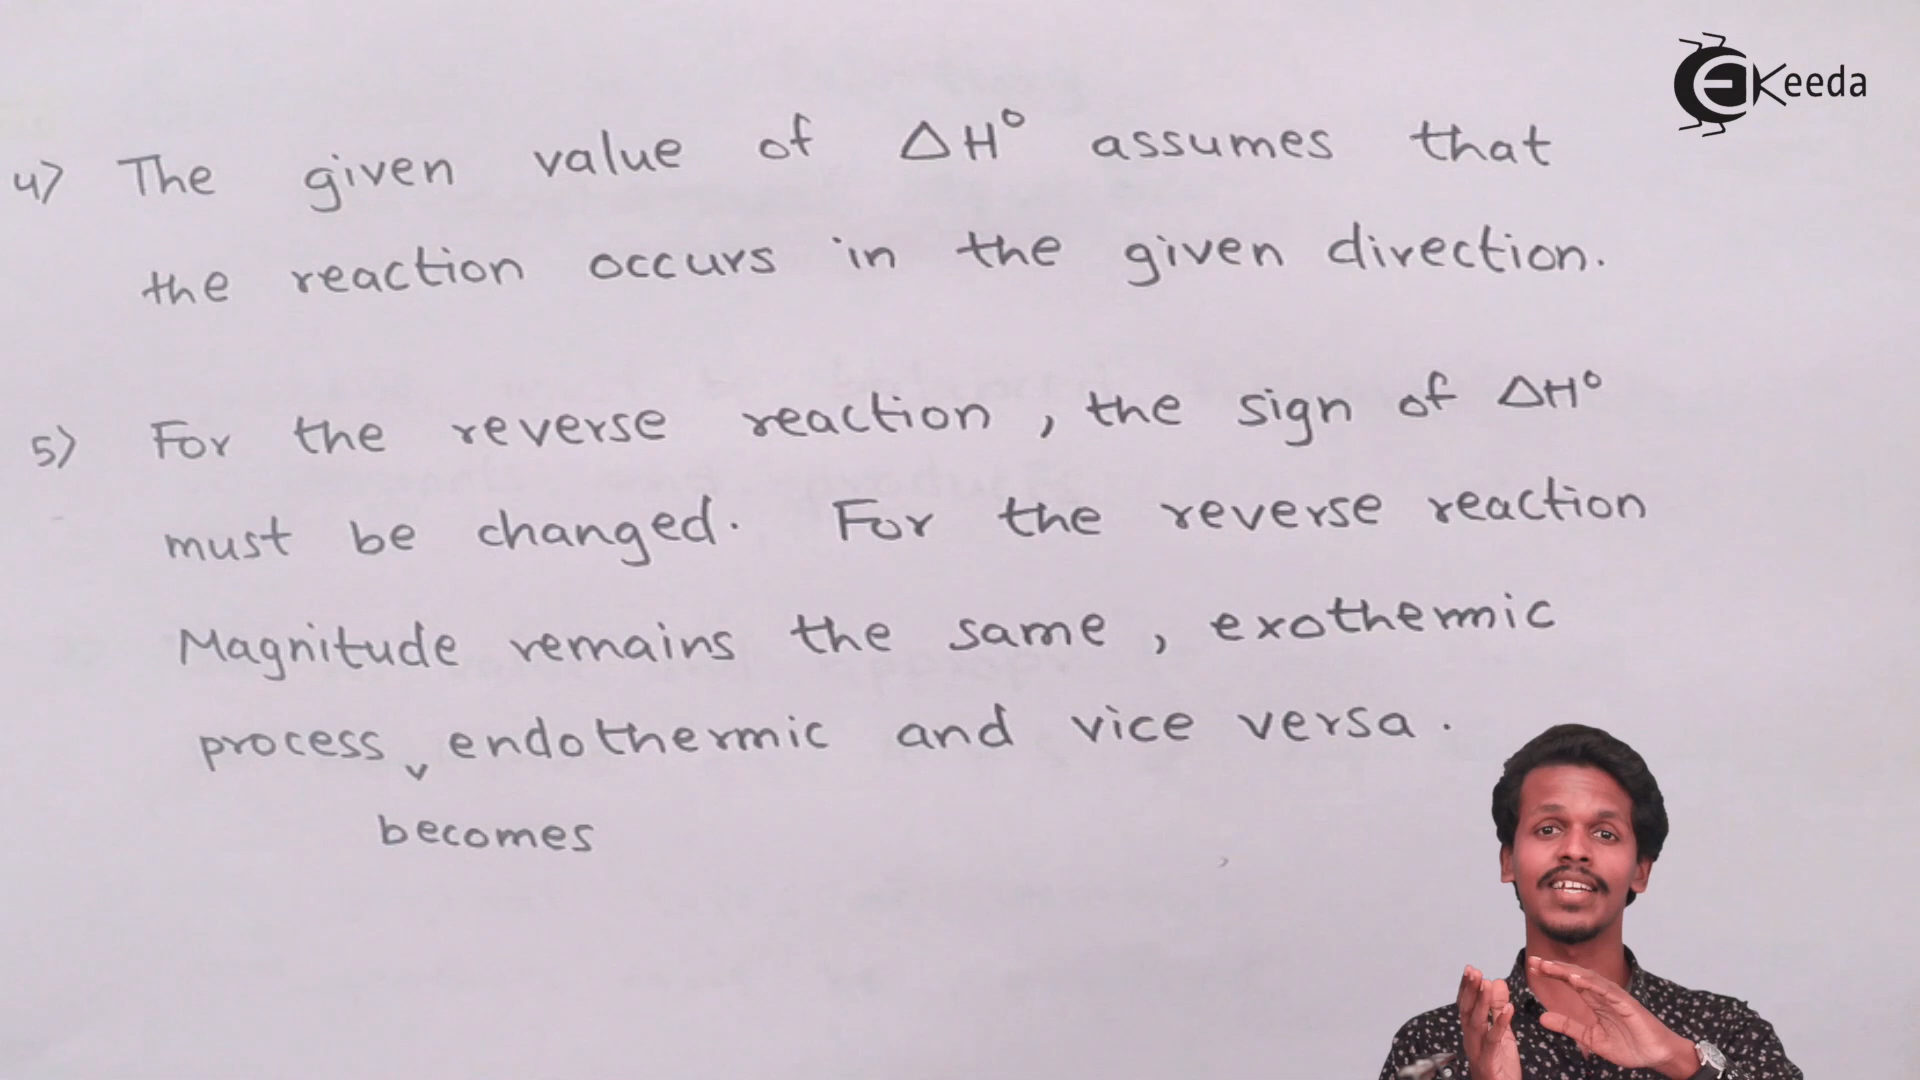 EKeeda
4) The given value of ΔH° assumes that
the reaction occurs in the given direction.
5) For the reverse reaction, the sign of ΔH°
must be changed. For the reverse reaction
Magnitude remains the same, exothermic
process ᵥ endothermic and vice versa.
becomes